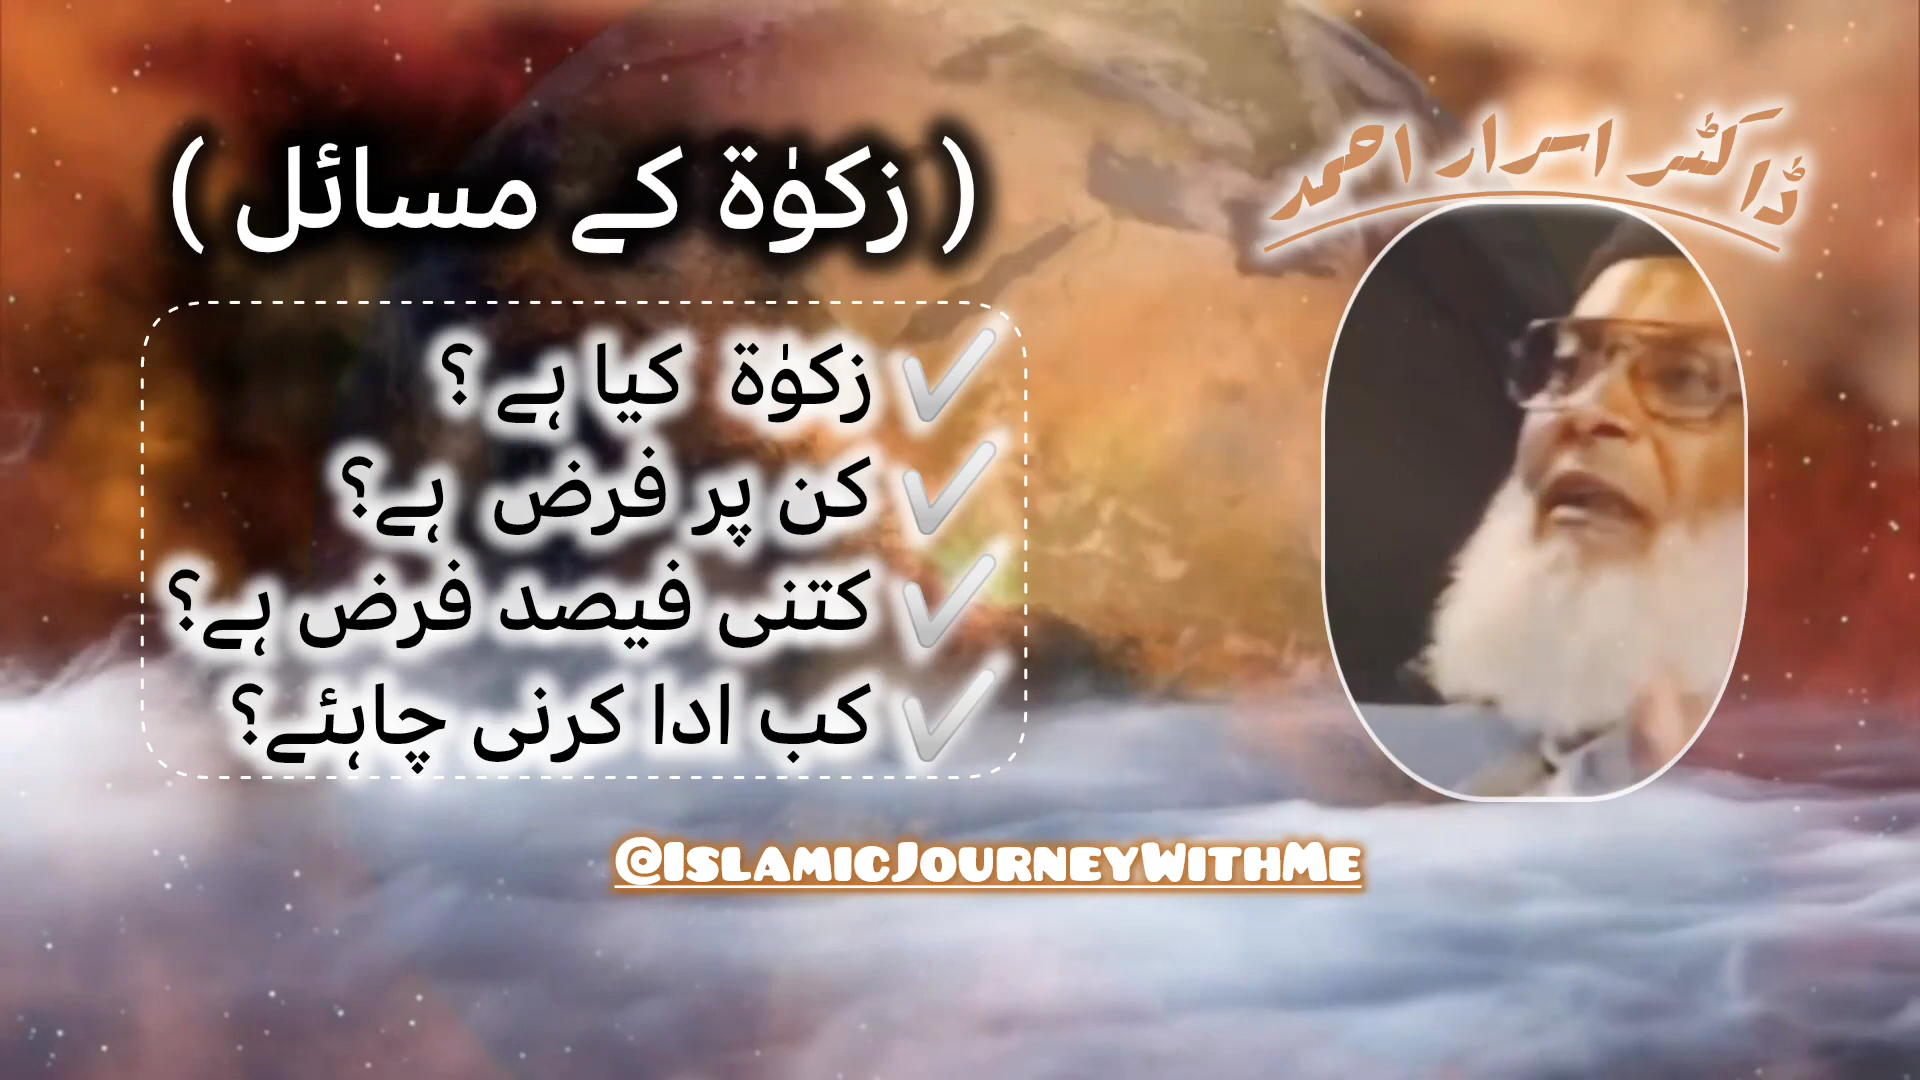 ڈاکٹر اسرار احمد
( زکوٰۃ کے مسائل )
✔ زکوٰۃ کیا ہے ؟
✔ کن پر فرض ہے؟
✔ کتنی فیصد فرض ہے؟
✔ کب ادا کرنی چاہئے؟
@IslamicJourneyWithMe